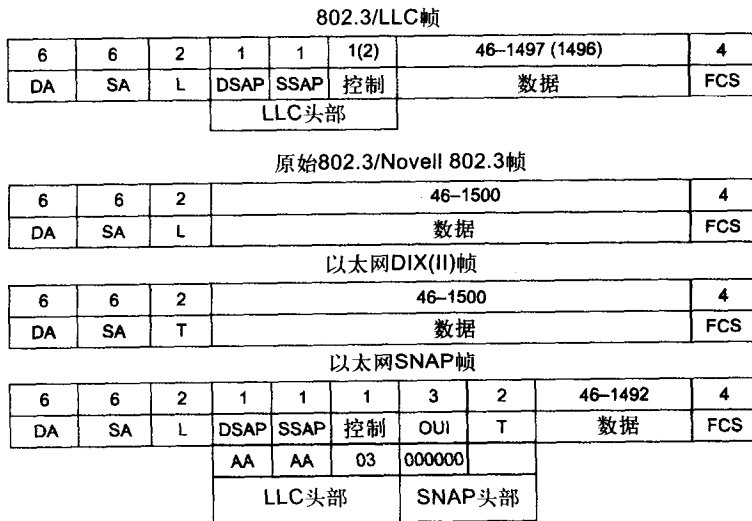 802.3/LLC帧
6 6 2 1 1 1(2) 46–1497 (1496) 4
DA SA L DSAP SSAP 控制 数据 FCS
LLC头部
原始802.3/Novell 802.3帧
6 6 2 46–1500 4
DA SA L 数据 FCS
以太网DIX(II)帧
6 6 2 46–1500 4
DA SA T 数据 FCS
以太网SNAP帧
6 6 2 1 1 1 3 2 46–1492 4
DA SA L DSAP SSAP 控制 OUI T 数据 FCS
AA AA 03 000000
LLC头部 SNAP头部